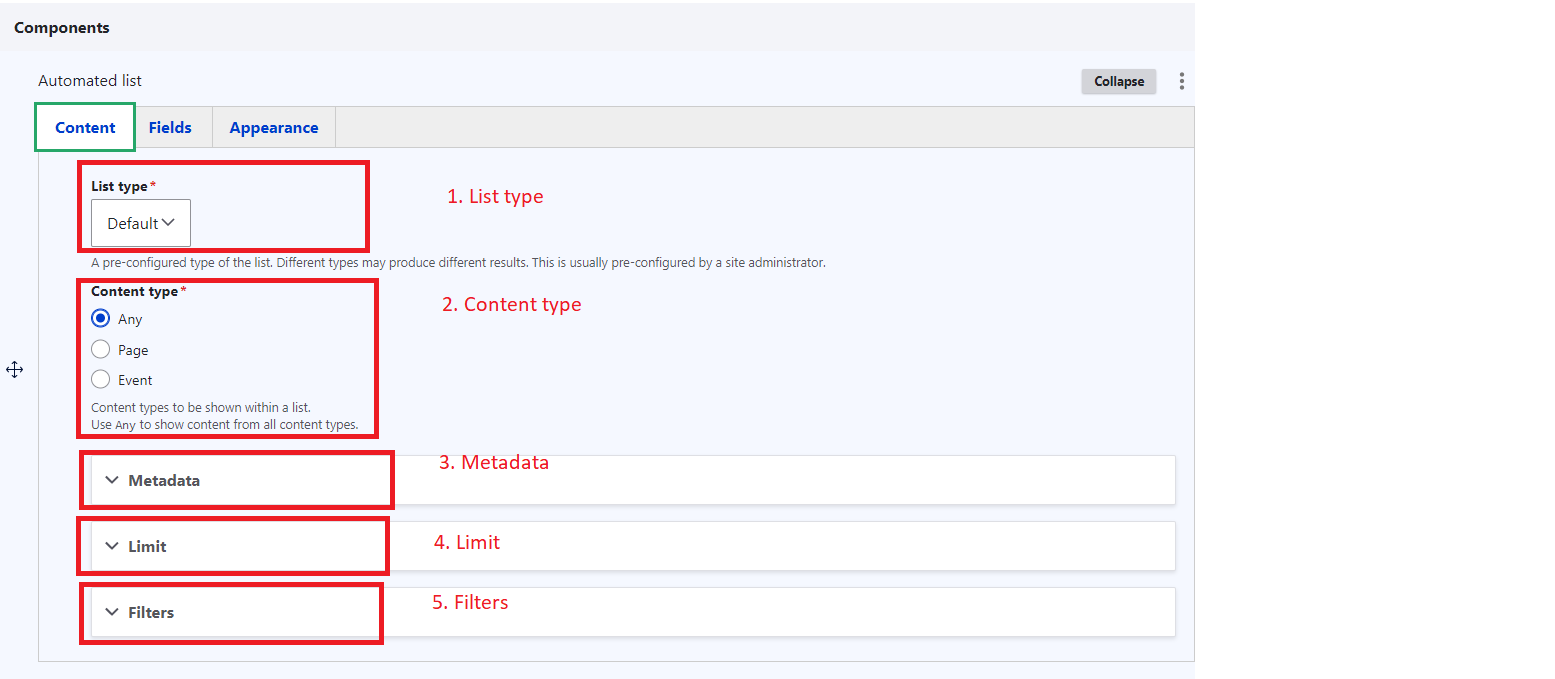 Components
Automated list
Collapse
Content Fields Appearance
List type*
1. List type
Default
A pre-configured type of the list. Different types may produce different results. This is usually pre-configured by a site administrator.
Content type*
2. Content type
Any
Page
Event
Content types to be shown within a list.
Use Any to show content from all content types.
3. Metadata
Metadata
4. Limit
Limit
5. Filters
Filters